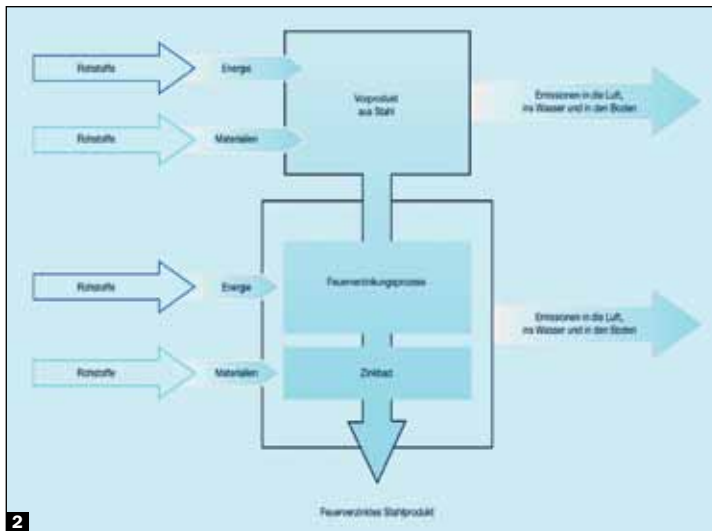 Rohstoffe
Energie
Vorprodukt
aus Stahl
Emissionen in die Luft,
ins Wasser und in den Boden
Rohstoffe
Materialien
Rohstoffe
Energie
Feuerverzinkungsprozess
Emissionen in die Luft,
ins Wasser und in den Boden
Rohstoffe
Materialien
Zinkbad
Feuerverzinktes Stahlprodukt
2